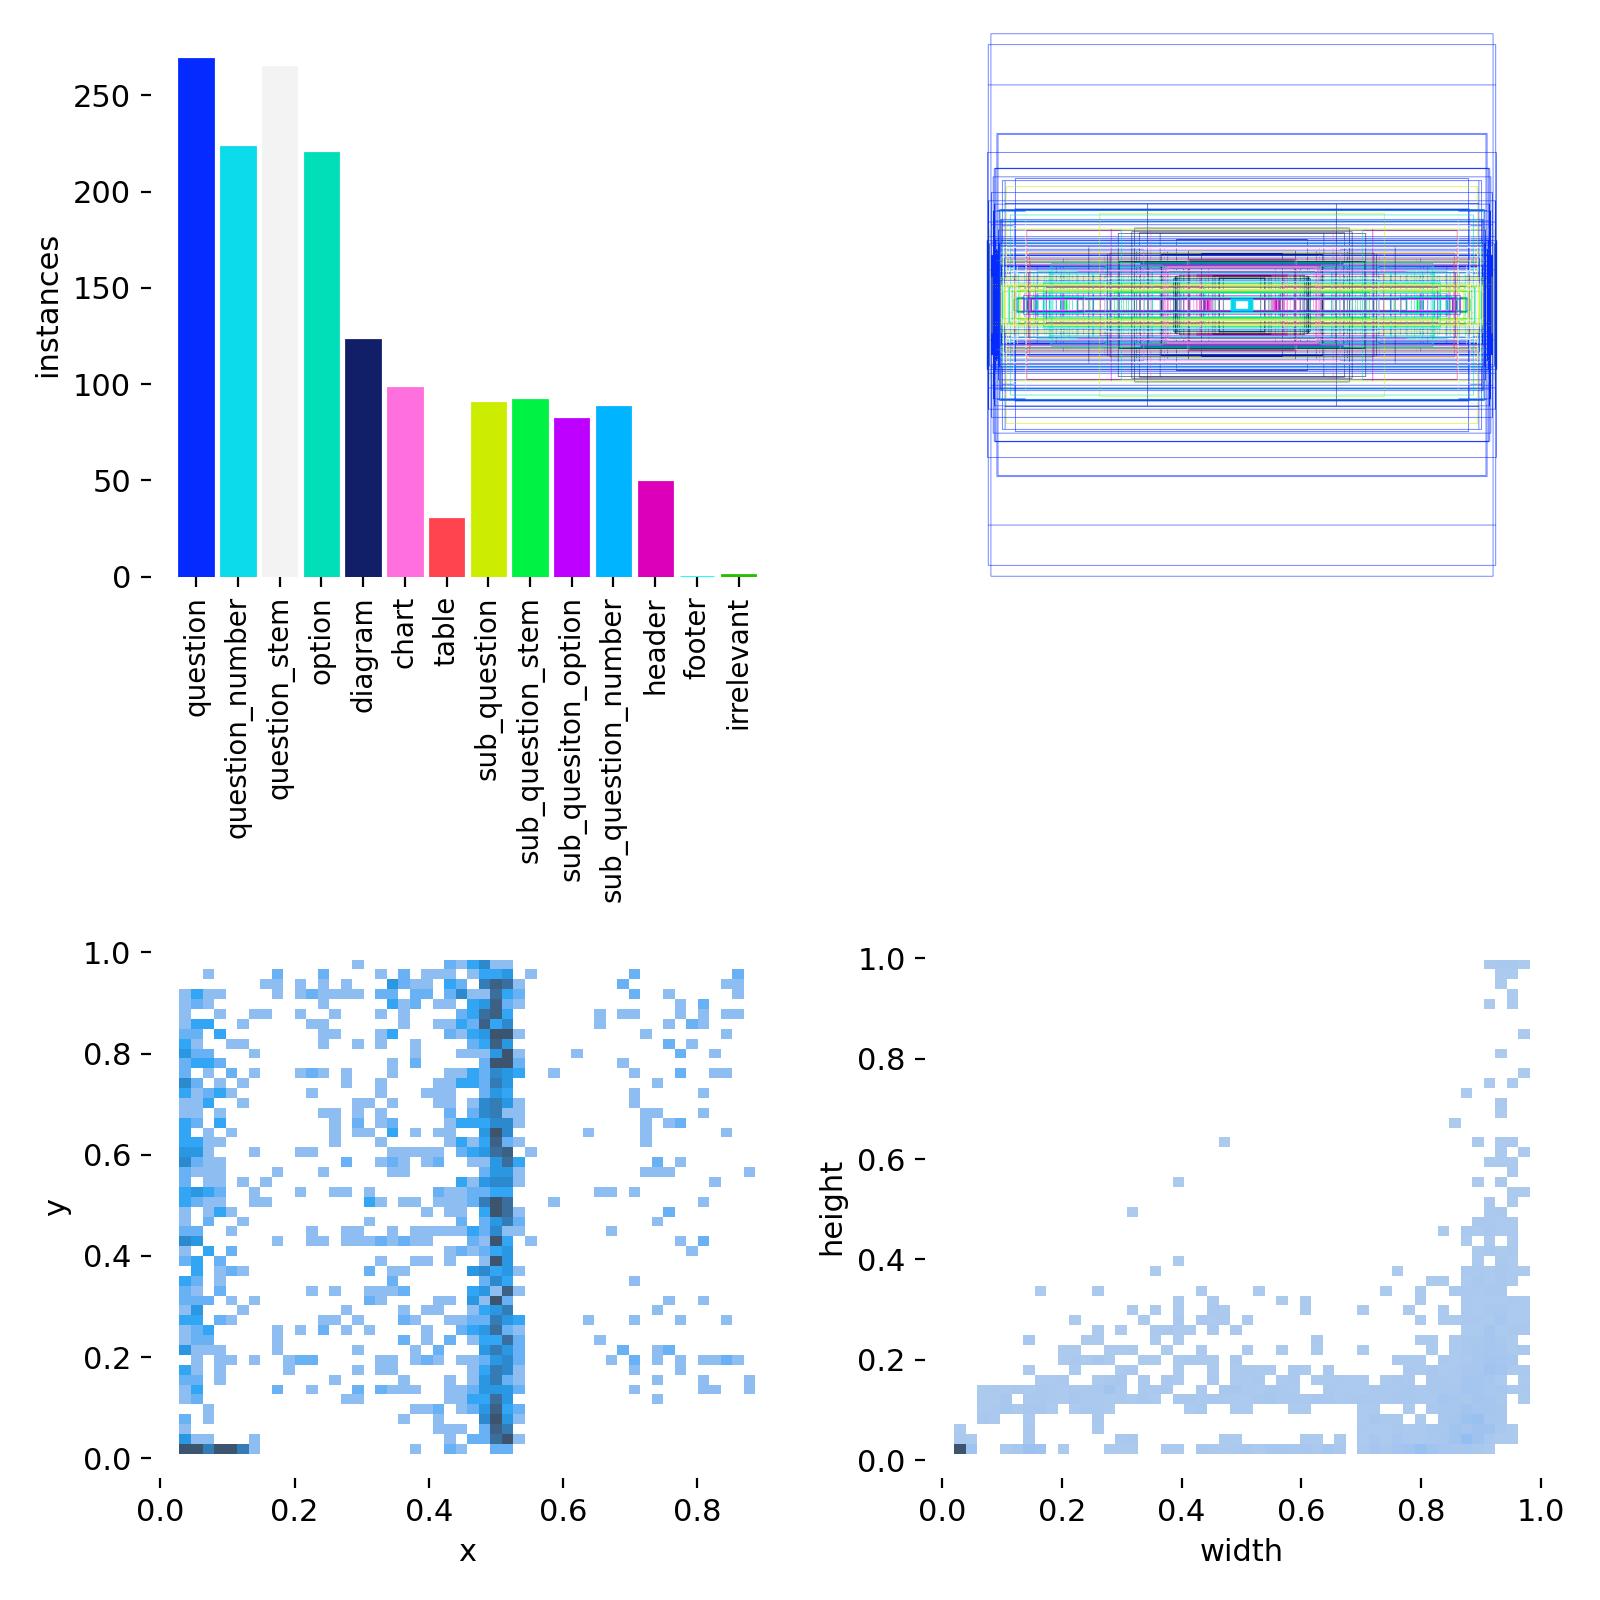 instances
250
200
150
100
50
0
question
question_number
question_stem
option
diagram
chart
table
sub_question
sub_question_stem
sub_quesiton_option
sub_question_number
header
footer
irrelevant
y
1.0
0.8
0.6
0.4
0.2
0.0
0.0 0.2 0.4 0.6 0.8
x
height
1.0
0.8
0.6
0.4
0.2
0.0
0.0 0.2 0.4 0.6 0.8 1.0
width